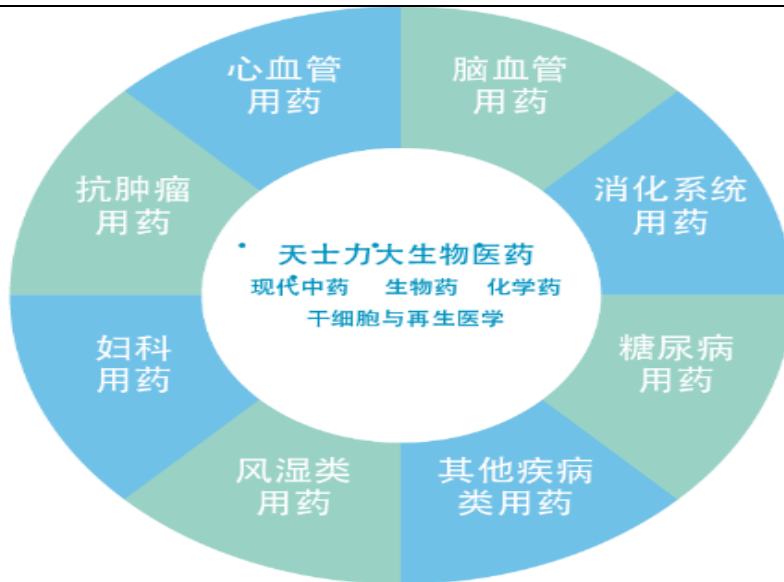 心血管
用药
脑血管
用药
抗肿瘤
用药
消化系统
用药
天士力大生物医药
现代中药 生物药 化学药
干细胞与再生医学
妇科
用药
糖尿病
用药
风湿类
用药
其他疾病
类用药